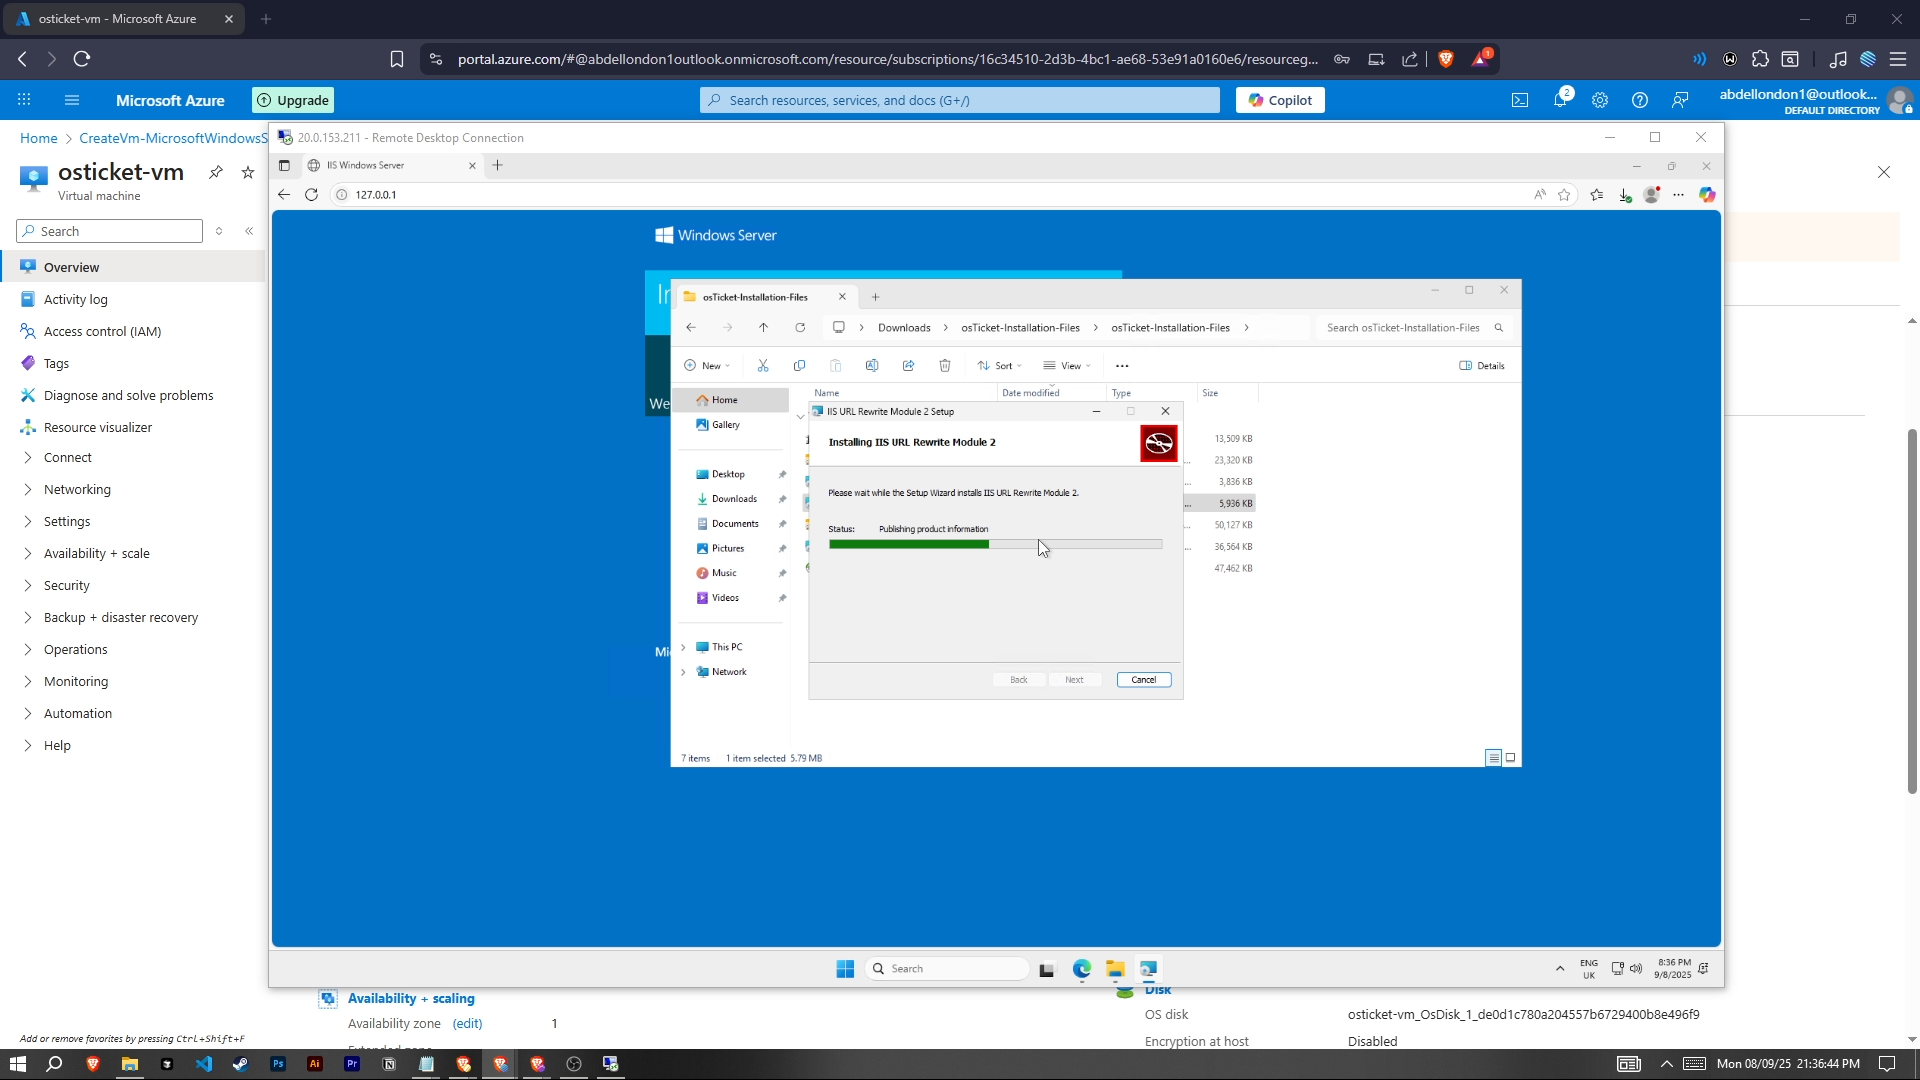 osticket-vm - Microsoft Azure
portal.azure.com/#@abdellondon1outlook.onmicrosoft.com/resource/subscriptions/16c34510-2d3b-4bc1-ae68-53e91a0160e6/resourceg...
1
Microsoft Azure
Upgrade
Search resources, services, and docs (G+/)
Copilot
2
abdellondon1@outlook...
DEFAULT DIRECTORY
Home > CreateVm-MicrosoftWindowsS
osticket-vm
Virtual machine
Search
Overview
Activity log
Access control (IAM)
Tags
Diagnose and solve problems
Resource visualizer
Connect
Networking
Settings
Availability + scale
Security
Backup + disaster recovery
Operations
Monitoring
Automation
Help
Add or remove favorites by pressing Ctrl+Shift+F
20.0.153.211 - Remote Desktop Connection
IIS Windows Server
127.0.0.1
Windows Server
We
osTicket-Installation-Files
Downloads > osTicket-Installation-Files > osTicket-Installation-Files >
Search osTicket-Installation-Files
New
Sort
View
Details
Home
Gallery
Desktop
Downloads
Documents
Pictures
Music
Videos
This PC
Network
Name
Date modified
Type
Size
13,509 KB
23,320 KB
3,836 KB
5,936 KB
50,127 KB
36,564 KB
47,462 KB
IIS URL Rewrite Module 2 Setup
Installing IIS URL Rewrite Module 2
Please wait while the Setup Wizard installs IIS URL Rewrite Module 2.
Status: Publishing product information
Back
Next
Cancel
7 items 1 item selected 5.79 MB
Search
ENG
UK
8:36 PM
9/8/2025
Availability + scaling
Availability zone (edit) 1
Disk
OS disk osticket-vm_OsDisk_1_de0d1c780a204557b6729400b8e496f9
Encryption at host Disabled
Mon 08/09/25 21:36:44 PM